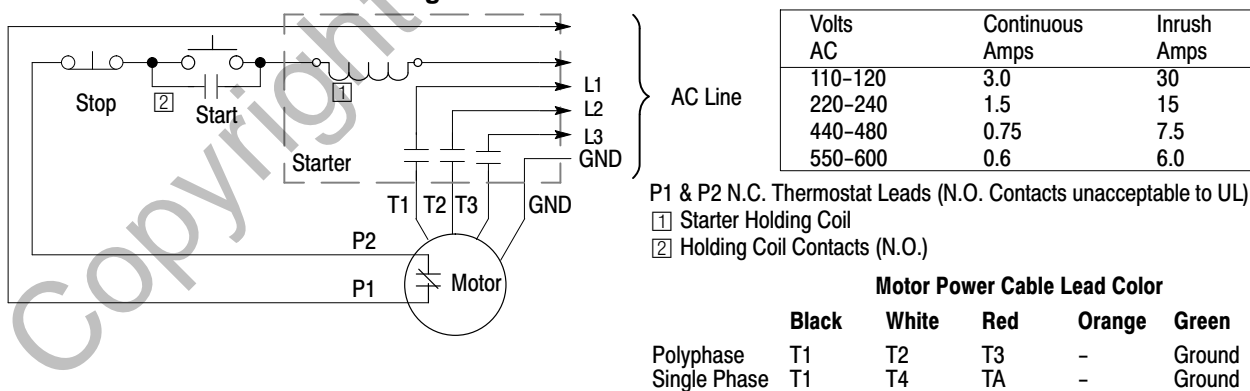 Volts AC Continuous Amps Inrush Amps
110–120 3.0 30
220–240 1.5 15
440–480 0.75 7.5
550–600 0.6 6.0
Stop
2
Start
1
Starter
L1
L2
L3
GND
AC Line
T1 T2 T3 GND
P2
P1
Motor
P1 & P2 N.C. Thermostat Leads (N.O. Contacts unacceptable to UL)
1 Starter Holding Coil
2 Holding Coil Contacts (N.O.)
Motor Power Cable Lead Color
Black White Red Orange Green
Polyphase T1 T2 T3 – Ground
Single Phase T1 T4 TA – Ground
Copyright